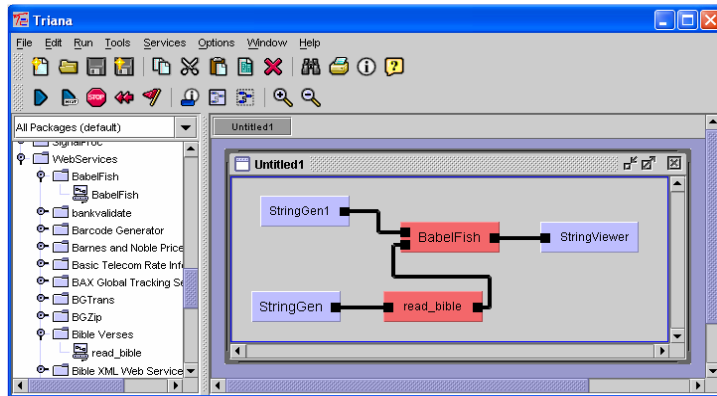 Triana
File Edit Run Tools Services Options Window Help
STOP
All Packages (default)
Untitled1
SignalProc
WebServices
BabelFish
BabelFish
bankvalidate
Barcode Generator
Barnes and Noble Price
Basic Telecom Rate Inf
BAX Global Tracking Se
BGTrans
BGZip
Bible Verses
read_bible
Bible XML Web Service
Untitled1
StringGen1
BabelFish
StringViewer
StringGen
read_bible